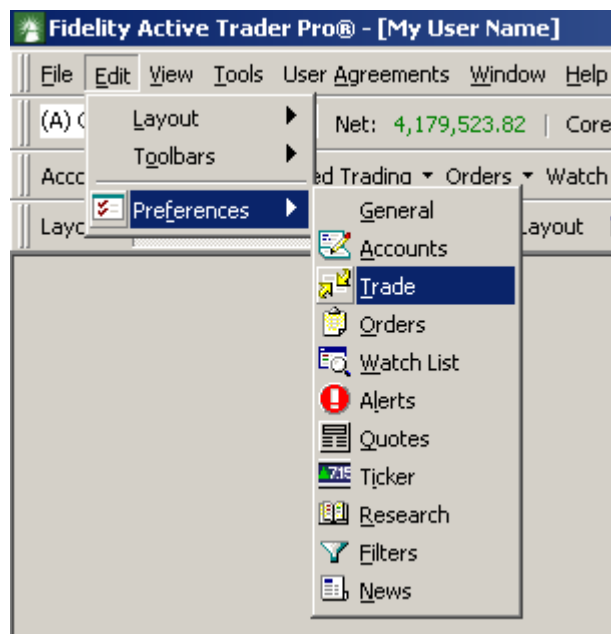 Fidelity Active Trader Pro® - [My User Name]
File Edit View Tools User Agreements Window Help
(A) Net: 4,179,523.82 | Core
Layout
Toolbars
Trading Orders Watch
Preferences
General
Accounts
Trade
Orders
Watch List
Alerts
Quotes
Ticker
Research
Filters
News